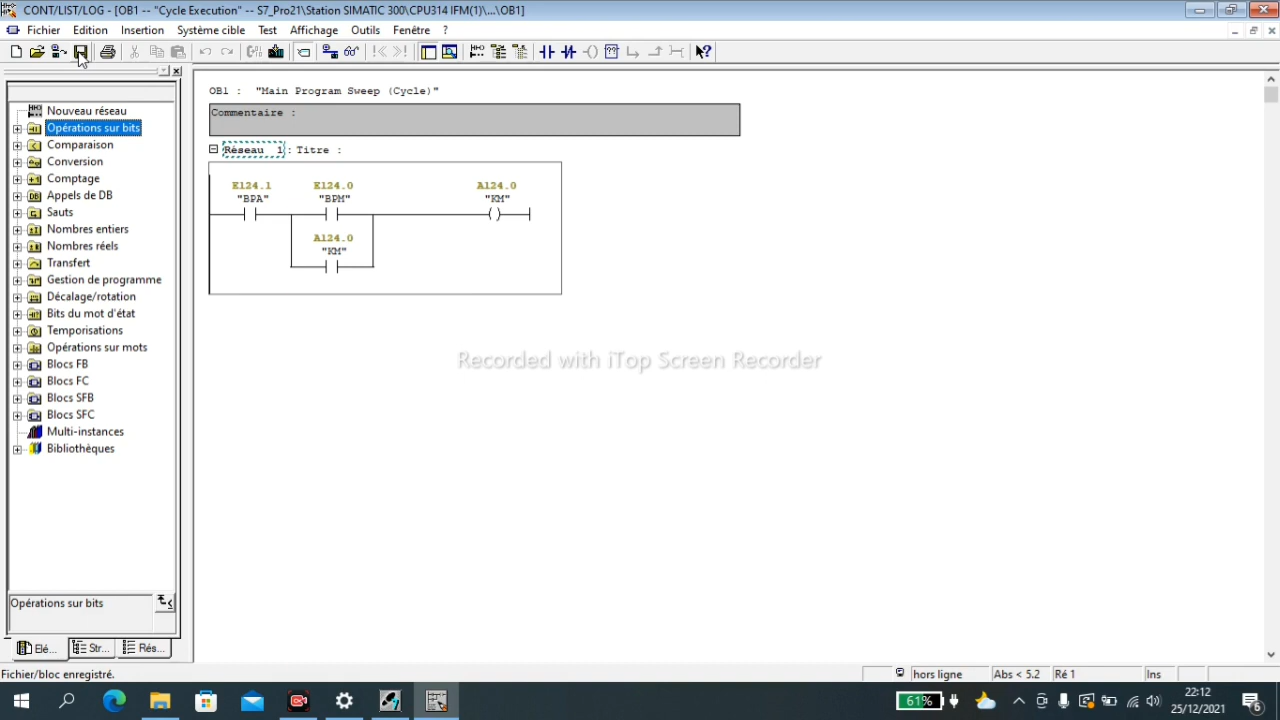 CONT/LIST/LOG - [OB1 -- "Cycle Execution" -- S7_Pro21\Station SIMATIC 300\CPU314 IFM(1)\...\OB1]
Fichier Edition Insertion Système cible Test Affichage Outils Fenêtre ?
OB1 : "Main Program Sweep (Cycle)"
Commentaire :
Réseau 1 : Titre :
E124.1 E124.0 A124.0
"BPA" "BPM" "KM"
A124.0
"KM"
Nouveau réseau
Opérations sur bits
Comparaison
Conversion
Comptage
Appels de DB
Sauts
Nombres entiers
Nombres réels
Transfert
Gestion de programme
Décalage/rotation
Bits du mot d'état
Temporisations
Opérations sur mots
Blocs FB
Blocs FC
Blocs SFB
Blocs SFC
Multi-instances
Bibliothèques
Recorded with iTop Screen Recorder
Opérations sur bits
Elé... Str... Rés...
Fichier/bloc enregistré.
hors ligne Abs < 5.2 Ré 1 Ins
61%
22:12
25/12/2021
6